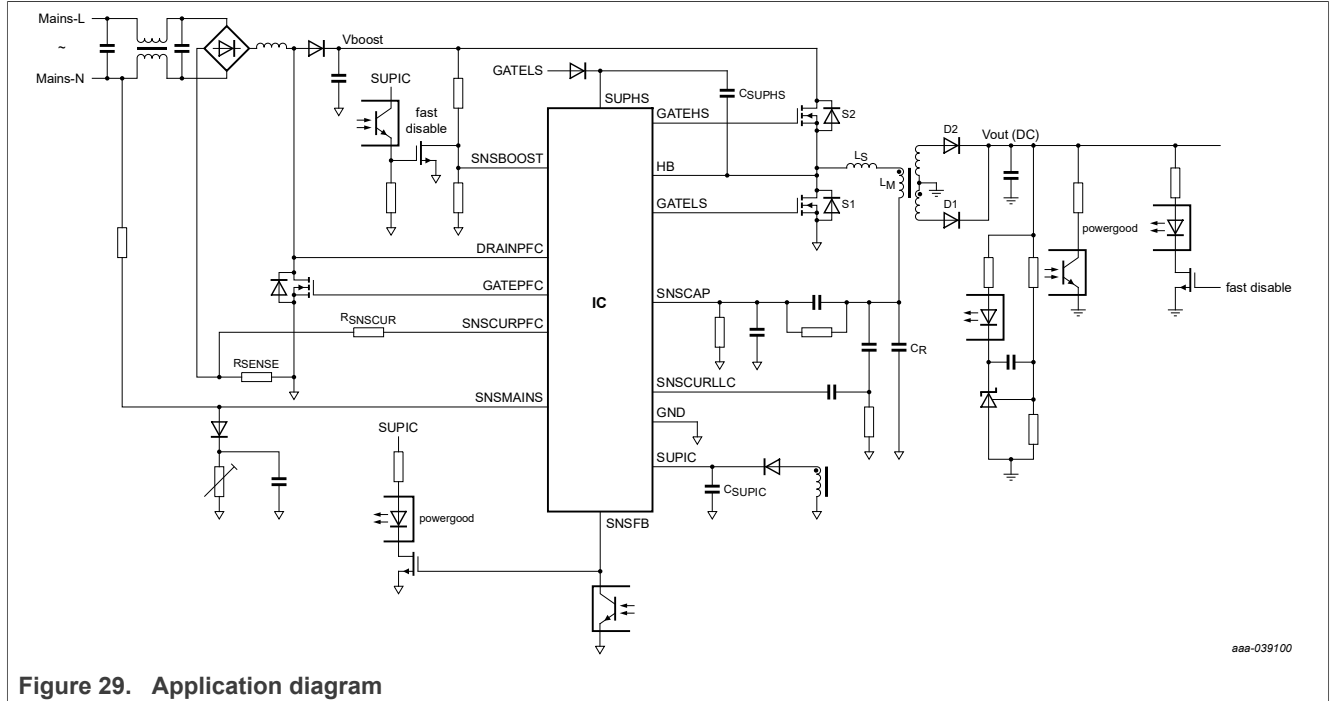 Mains-L
~
Mains-N
Vboost
SUPIC
fast
disable
GATELS
SUPHS
CSUPHS
GATEHS
S2
SNSBOOST
HB
LS
LM
D2
Vout (DC)
GATELS
S1
D1
powergood
DRAINPFC
GATEPFC
IC
SNSCAP
fast disable
RSNSCUR
SNSCURPFC
CR
RSENSE
SNSMAINS
SNSCURLLC
GND
SUPIC
SUPIC
CSUPIC
powergood
SNSFB
aaa-039100
Figure 29. Application diagram